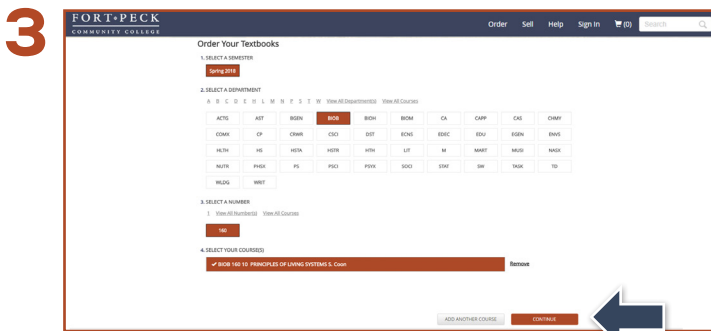 3
FORT PECK
COMMUNITY COLLEGE
Order Sell Help Sign In (0) Search
Order Your Textbooks
1. SELECT A SEMESTER
Spring 2018
2. SELECT A DEPARTMENT
A B C D E H L M N P S T W View All Department(s) View All Courses
ACTG AST BGEN BIOB BIOH BIOM CA CAPP CAS CHMY
COMX CP CRWR CSCI DST ECNS EDEC EDU EGEN ENVS
HLTH HS HSTA HSTR HTH LIT M MART MUSI NASX
NUTR PHSX PS PSCI PSYX SOCI STAT SW TASK TD
WLDG WRIT
3. SELECT A NUMBER
1 View All Number(s) View All Courses
160
4. SELECT YOUR COURSE(S)
✓ BIOB 160 10 PRINCIPLES OF LIVING SYSTEMS S. Coon Remove
ADD ANOTHER COURSE CONTINUE